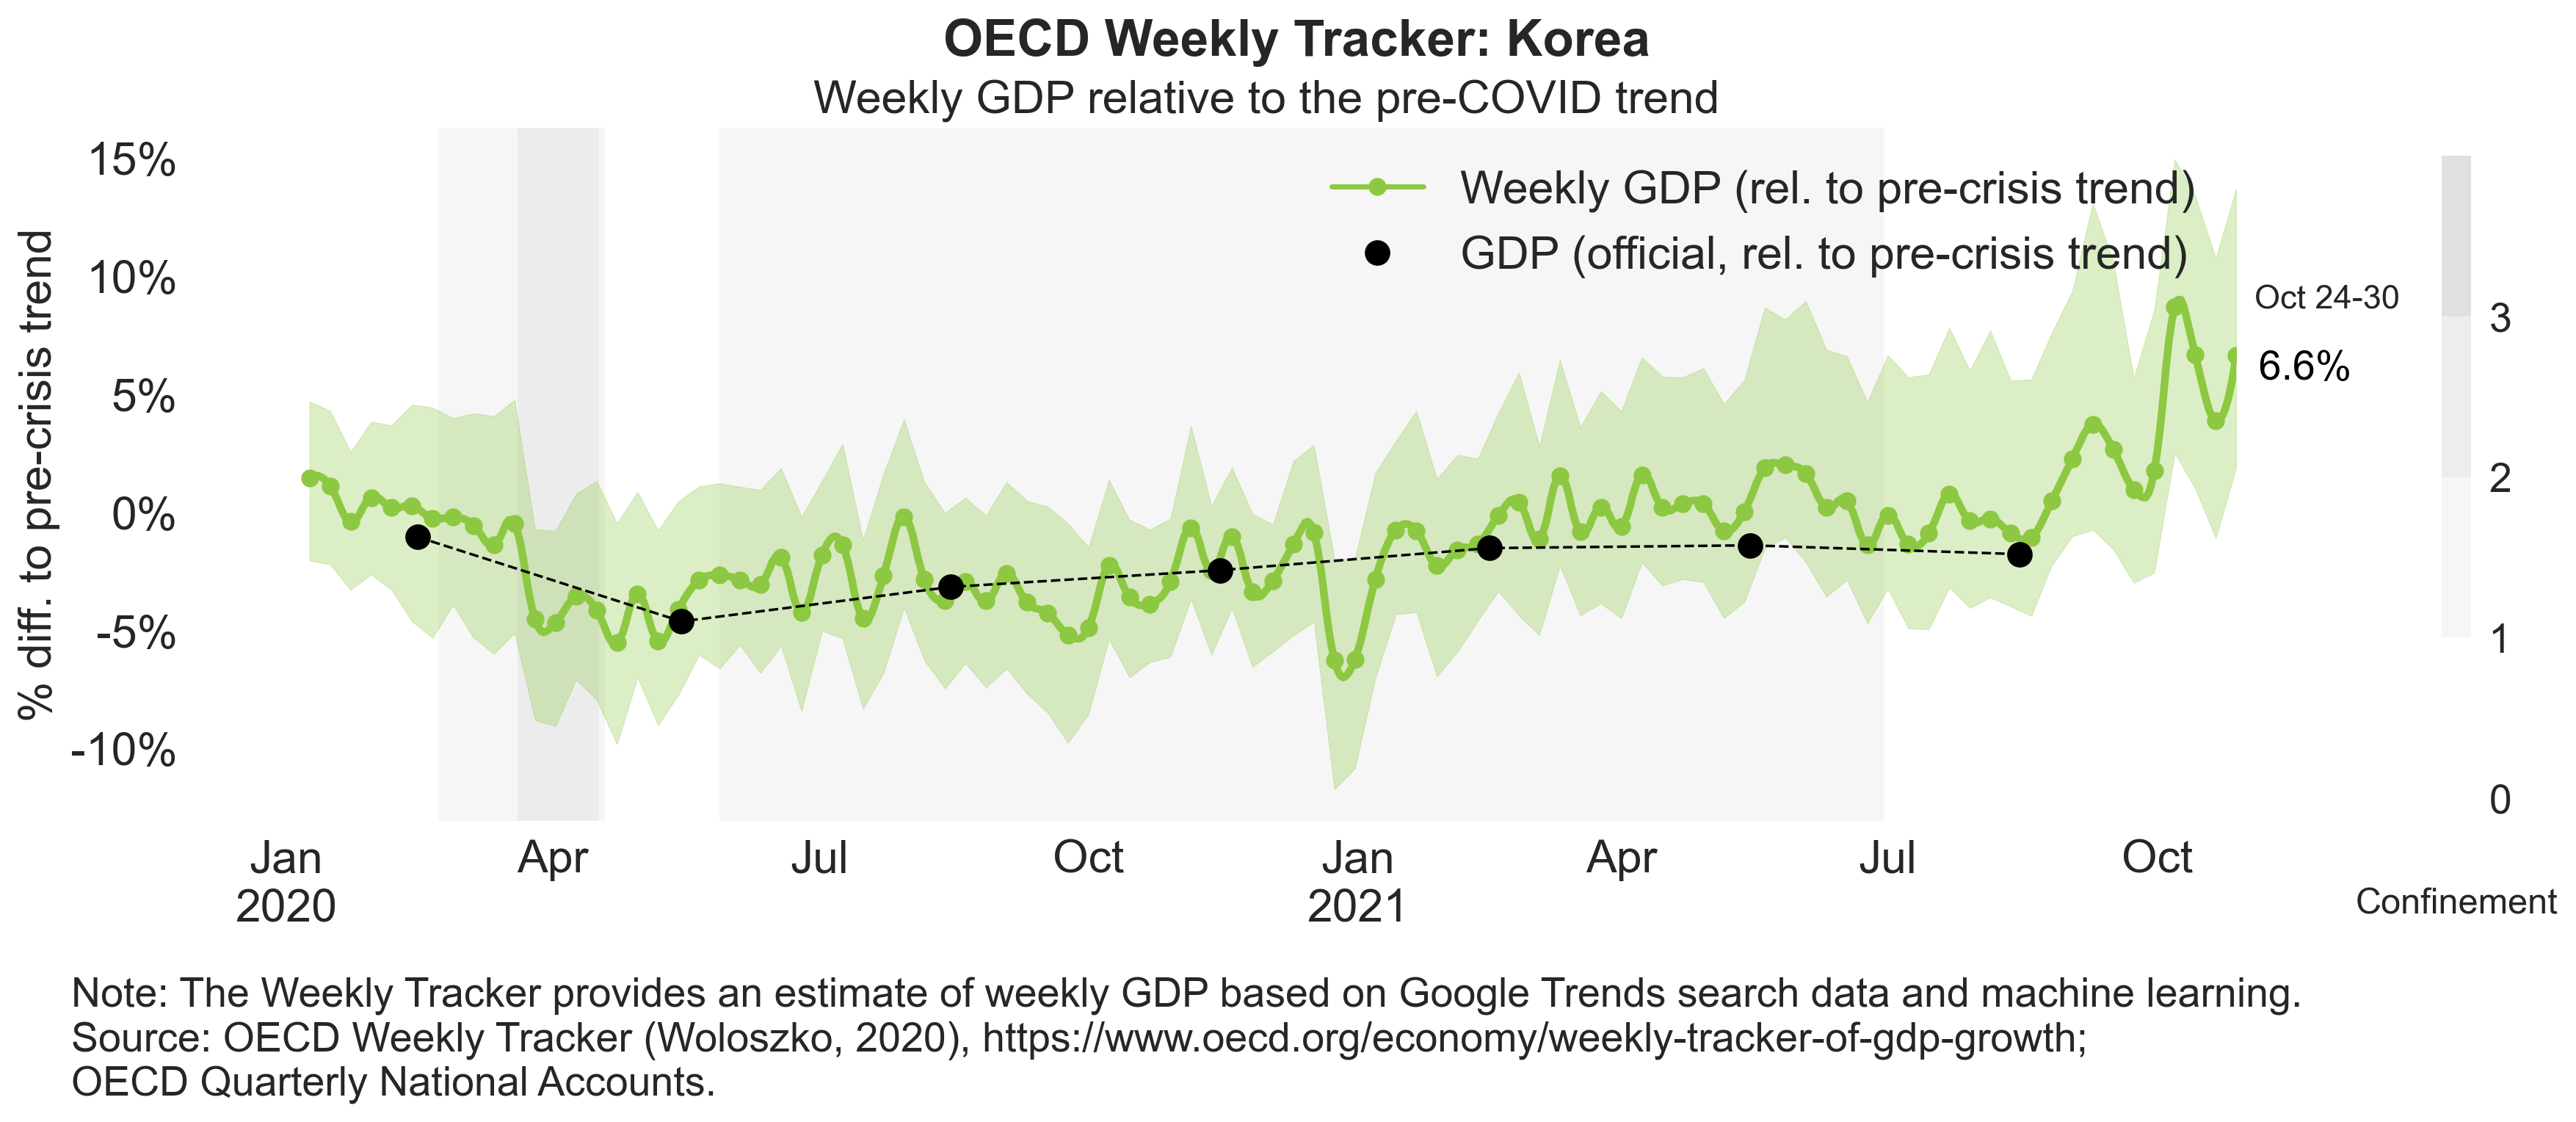 OECD Weekly Tracker: Korea
Weekly GDP relative to the pre-COVID trend
% diff. to pre-crisis trend
15%
10%
5%
0%
-5%
-10%
Weekly GDP (rel. to pre-crisis trend)
GDP (official, rel. to pre-crisis trend)
Oct 24-30
6.6%
3
2
1
0
Jan Apr Jul Oct Jan Apr Jul Oct
2020 2021
Confinement
Note: The Weekly Tracker provides an estimate of weekly GDP based on Google Trends search data and machine learning.
Source: OECD Weekly Tracker (Woloszko, 2020), https://www.oecd.org/economy/weekly-tracker-of-gdp-growth;
OECD Quarterly National Accounts.